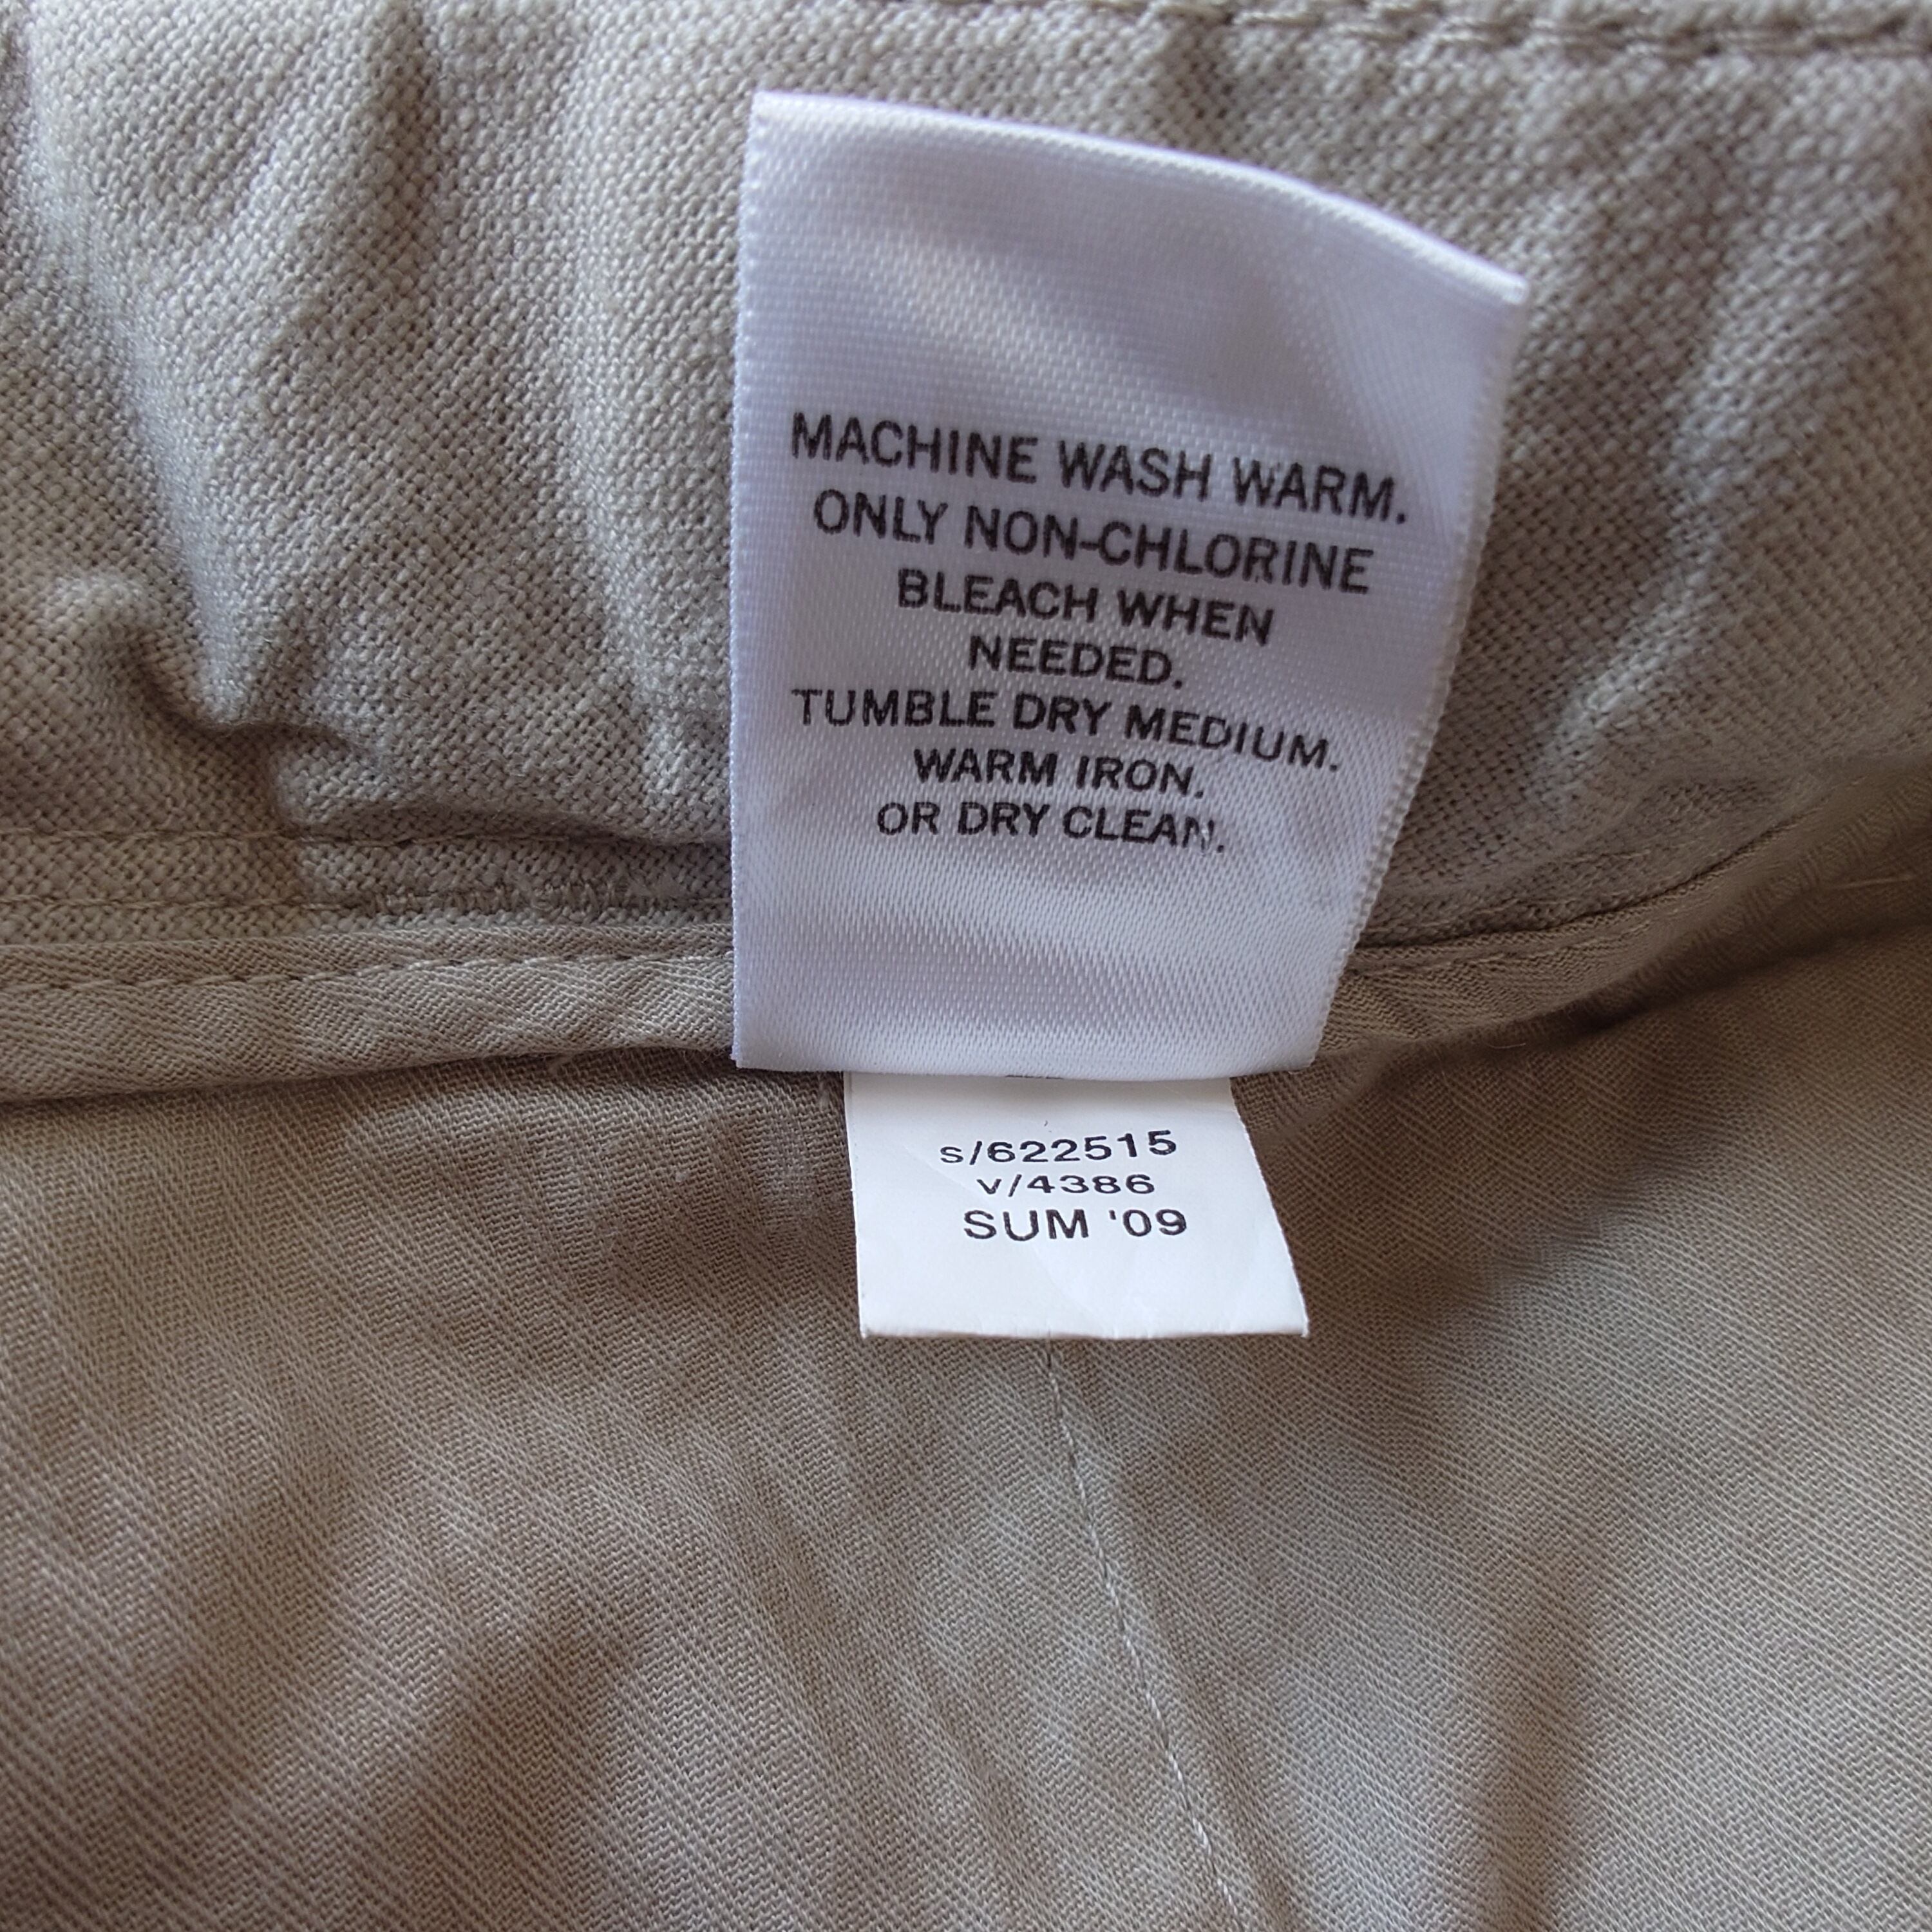 MACHINE WASH WARM.
ONLY NON-CHLORINE
BLEACH WHEN
NEEDED.
TUMBLE DRY MEDIUM.
WARM IRON.
OR DRY CLEAN.
s/622515
v/4386
SUM '09